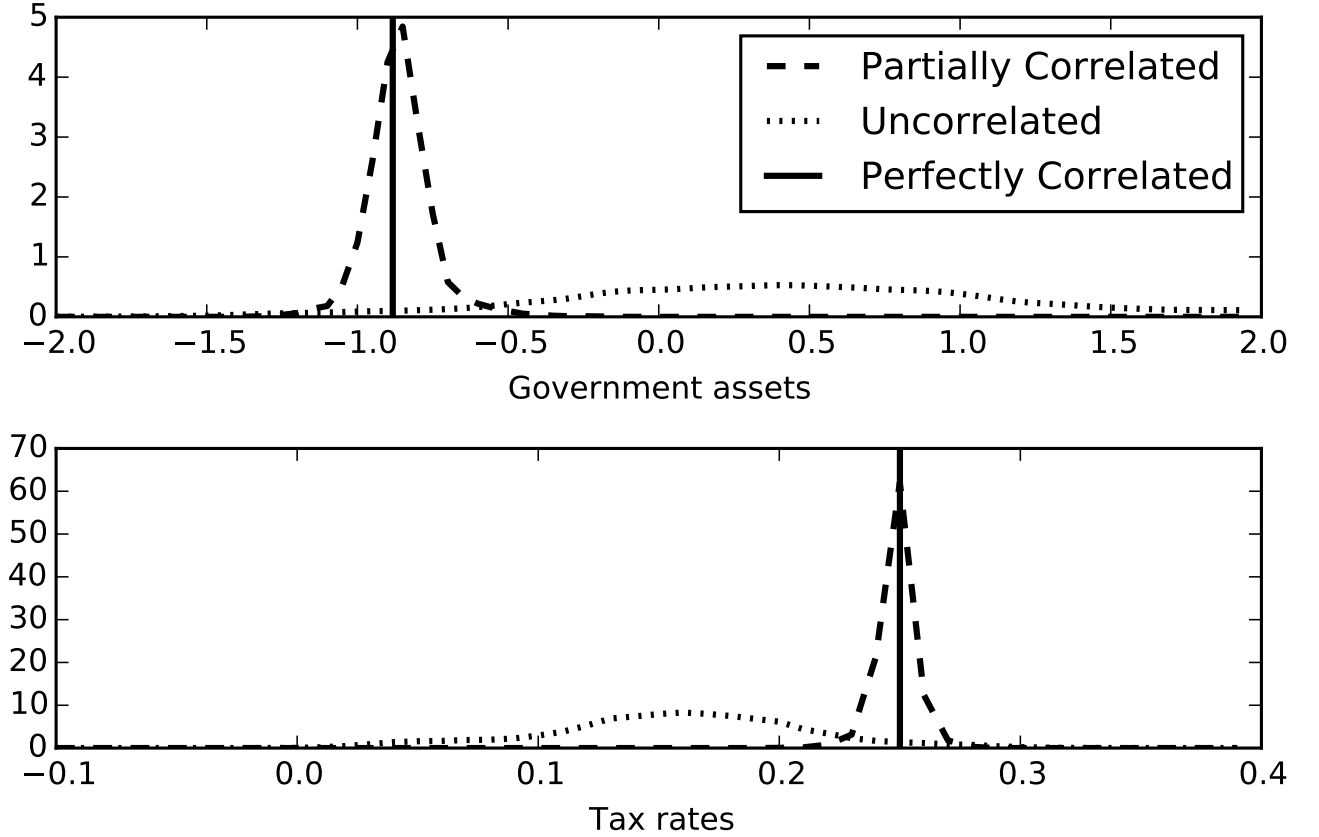 5
4
3
2
1
0
Partially Correlated
Uncorrelated
Perfectly Correlated
−2.0 −1.5 −1.0 −0.5 0.0 0.5 1.0 1.5 2.0
Government assets
70
60
50
40
30
20
10
0
−0.1 0.0 0.1 0.2 0.3 0.4
Tax rates